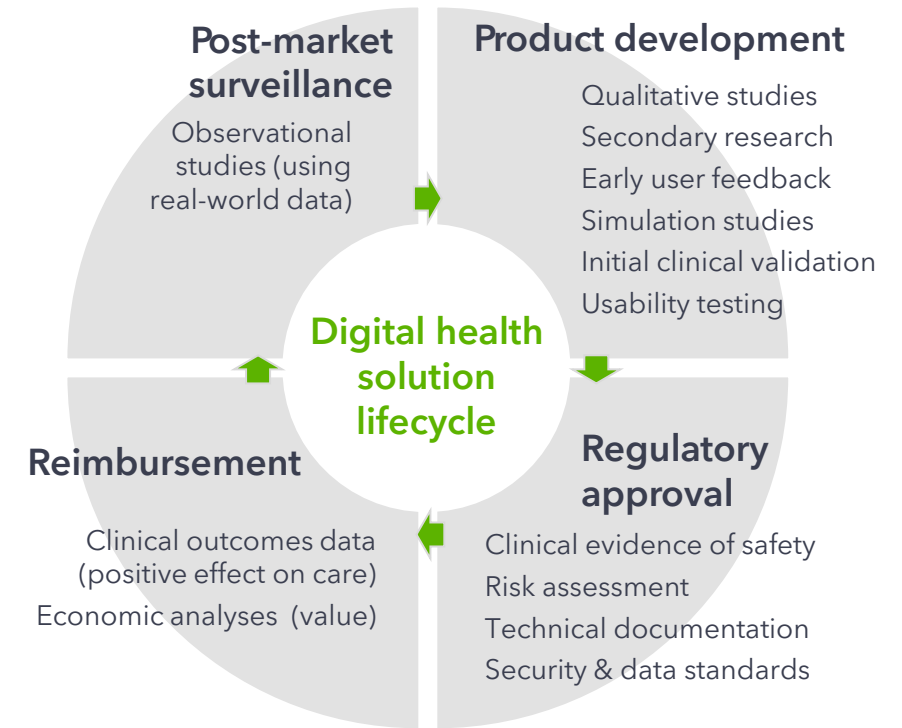 Post-market
surveillance
Observational
studies (using
real-world data)
Product development
Qualitative studies
Secondary research
Early user feedback
Simulation studies
Initial clinical validation
Usability testing
Digital health
solution
lifecycle
Reimbursement
Clinical outcomes data
(positive effect on care)
Economic analyses (value)
Regulatory
approval
Clinical evidence of safety
Risk assessment
Technical documentation
Security & data standards